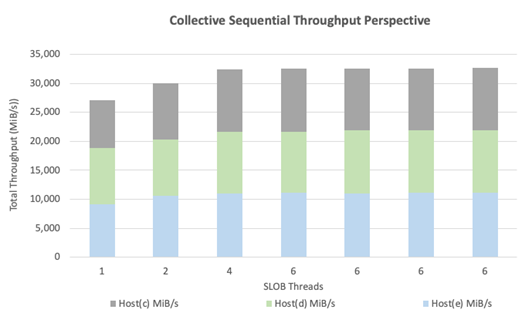 Collective Sequential Throughput Perspective
Total Throughput (MiB/s))
35,000
30,000
25,000
20,000
15,000
10,000
5,000
0
1 2 4 6 6 6 6
SLOB Threads
Host(c) MiB/s Host(d) MiB/s Host(e) MiB/s